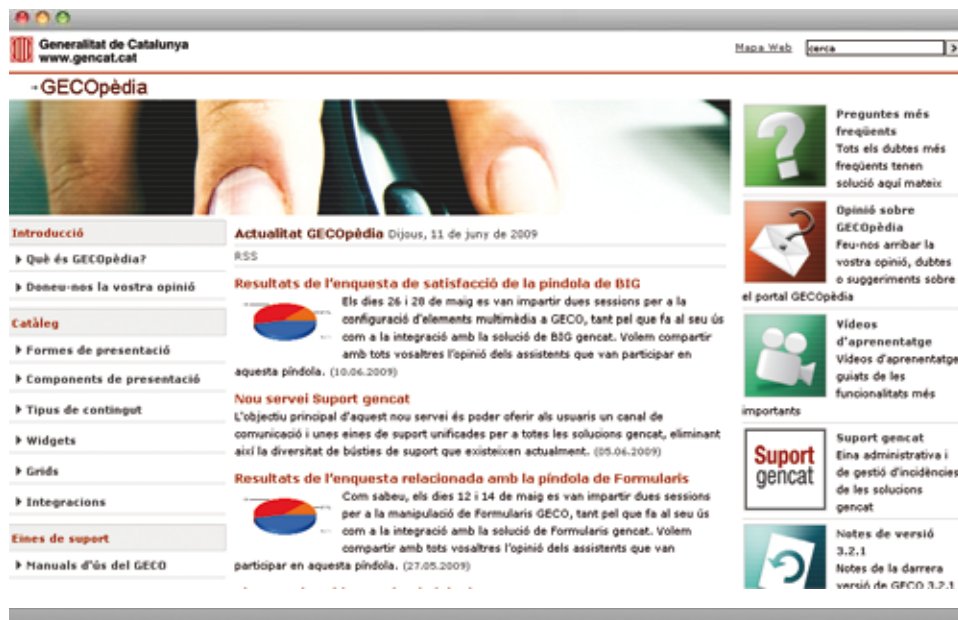 Generalitat de Catalunya
www.gencat.cat
Mapa Web
cerca
GECOpèdia
Introducció
Què és GECOpèdia?
Doneu-nos la vostra opinió
Catàleg
Formes de presentació
Components de presentació
Tipus de contingut
Widgets
Grids
Integracions
Eines de suport
Manuals d'ús del GECO
Actualitat GECOpèdia Dijous, 11 de juny de 2009
RSS
Resultats de l'enquesta de satisfacció de la píndola de BIG
Els dies 26 i 28 de maig es van impartir dues sessions per a la
configuració d'elements multimèdia a GECO, tant pel que fa al seu ús
com a la integració amb la solució de BIG gencat. Volem compartir
amb tots vosaltres l'opinió dels assistents que van participar en
aquesta píndola. (10.06.2009)
Nou servei Suport gencat
L'objectiu principal d'aquest nou servei és poder oferir als usuaris un canal de
comunicació i unes eines de suport unificades per a totes les solucions gencat, eliminant
així la diversitat de bústies de suport que existeixen actualment. (05.06.2009)
Resultats de l'enquesta relacionada amb la píndola de Formularis
Com sabeu, els dies 12 i 14 de maig es van impartir dues sessions
per a la manipulació de Formularis GECO, tant pel que fa al seu ús
com a la integració amb la solució de Formularis gencat. Volem
compartir amb tots vosaltres l'opinió dels assistents que van
participar en aquesta píndola. (27.05.2009)
Preguntes més
freqüents
Tots els dubtes més
freqüents tenen
solució aquí mateix
Opinió sobre
GECOpèdia
Feu-nos arribar la
vostra opinió, dubtes
o suggeriments sobre
el portal GECOpèdia
Vídeos
d'aprenentatge
Vídeos d'aprenentatge
guiats de les
funcionalitats més
importants
Suport
gencat
Suport gencat
Eina administrativa i
de gestió d'incidències
de les solucions
gencat
Notes de versió
3.2.1
Notes de la darrera
versió de GECO 3.2.1